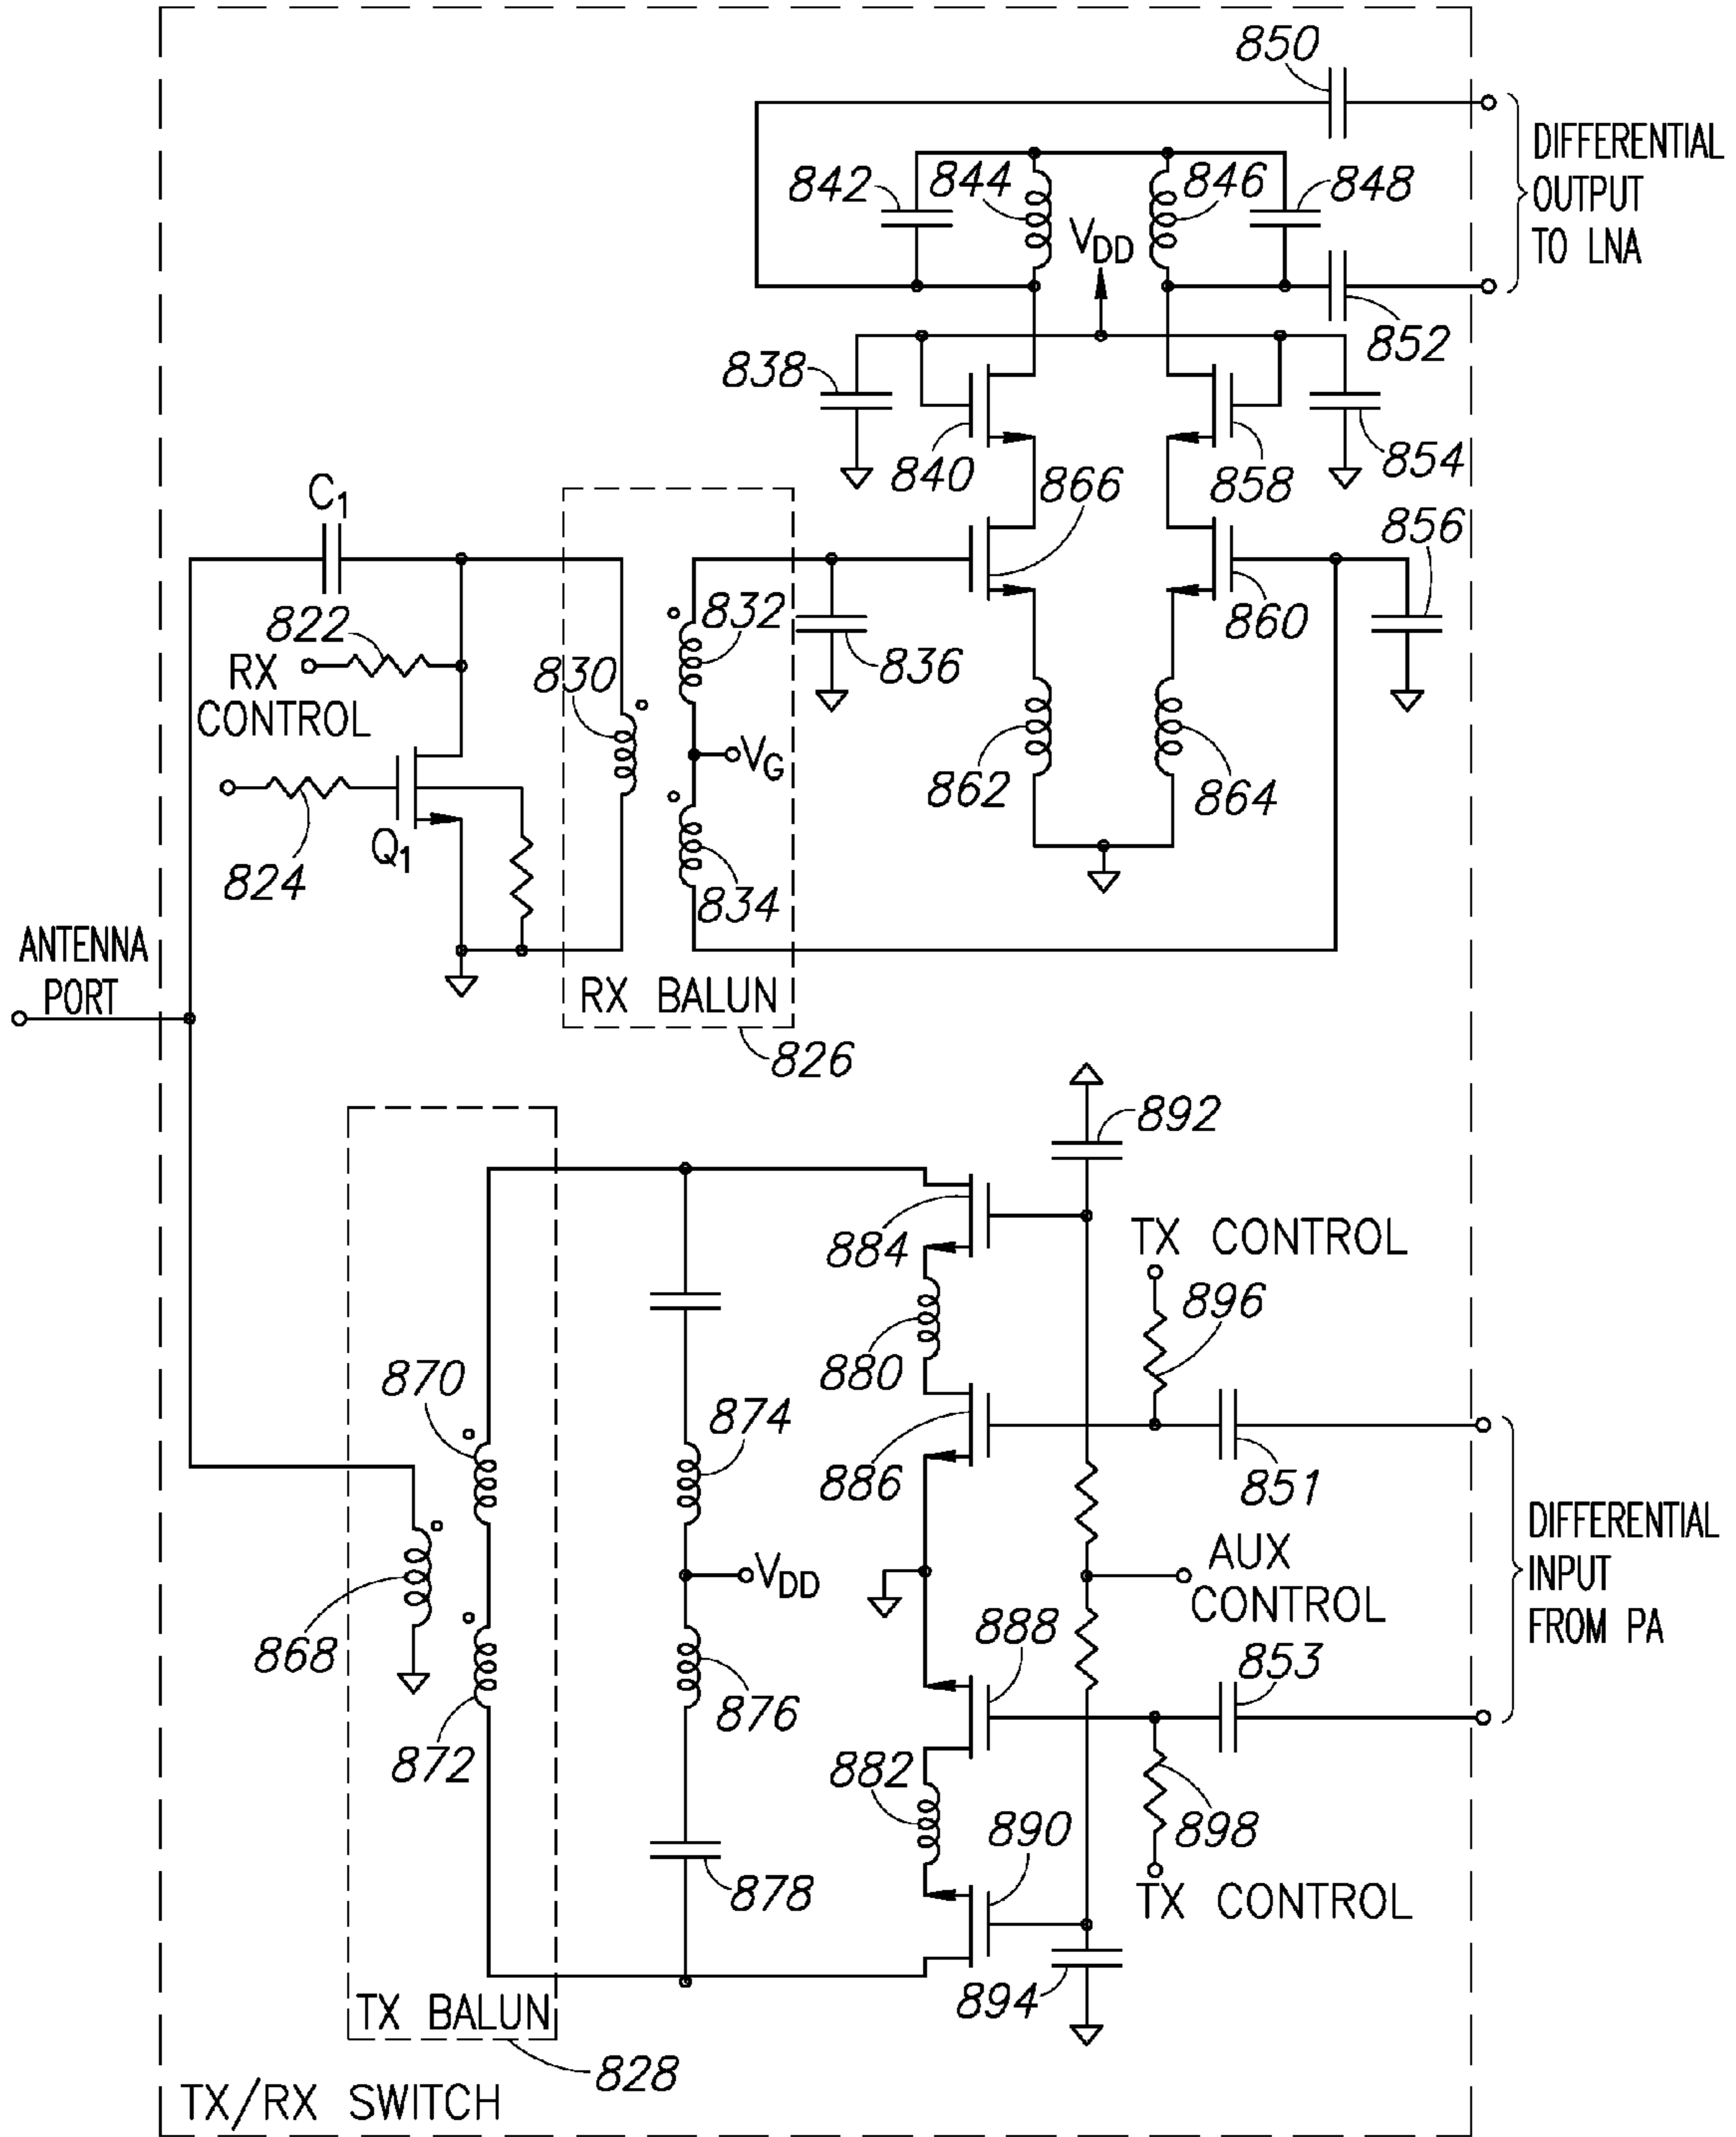 850
DIFFERENTIAL
OUTPUT
TO LNA
842
844
846
848
VDD
852
838
840
858
854
866
856
C1
822
RX
CONTROL
830
832
836
860
VG
862
864
824
Q1
834
ANTENNA
PORT
RX BALUN
826
892
884
TX CONTROL
896
880
870
874
886
851
DIFFERENTIAL
INPUT
FROM PA
AUX
CONTROL
VDD
868
888
853
876
872
882
890
898
878
TX CONTROL
894
TX BALUN
828
TX/RX SWITCH